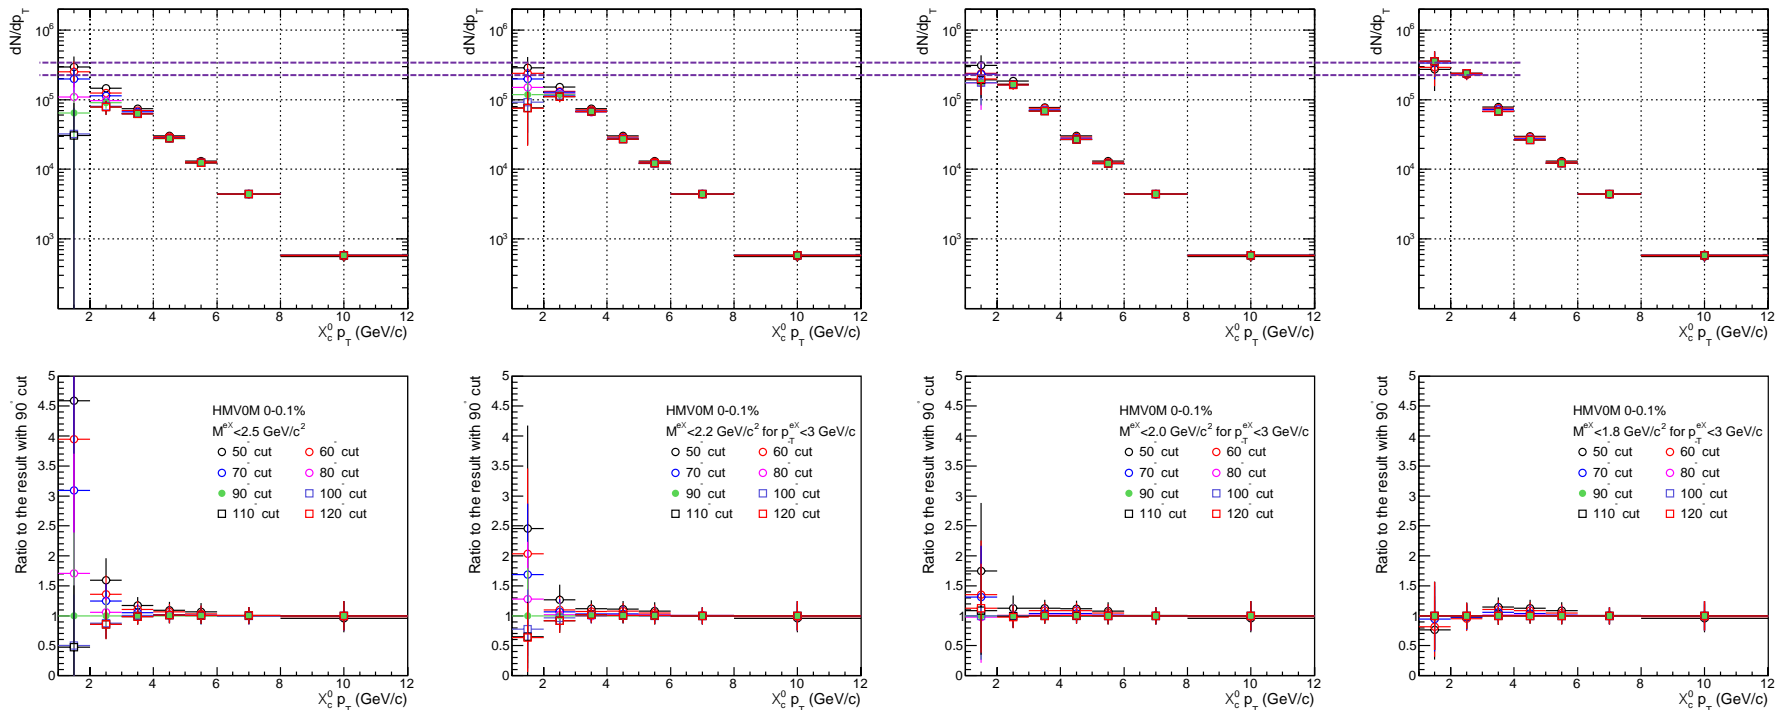 dN/dp_T
10^6
10^5
10^4
10^3
2 4 6 8 10 12
X_c^0 p_T (GeV/c)
dN/dp_T
10^6
10^5
10^4
10^3
2 4 6 8 10 12
X_c^0 p_T (GeV/c)
dN/dp_T
10^6
10^5
10^4
10^3
2 4 6 8 10 12
X_c^0 p_T (GeV/c)
dN/dp_T
10^6
10^5
10^4
10^3
2 4 6 8 10 12
X_c^0 p_T (GeV/c)
Ratio to the result with 90° cut
5
4.5
4
3.5
3
2.5
2
1.5
1
0.5
0
HMV0M 0-0.1%
M^eX<2.5 GeV/c^2
50° cut 60° cut
70° cut 80° cut
90° cut 100° cut
110° cut 120° cut
2 4 6 8 10 12
X_c^0 p_T (GeV/c)
Ratio to the result with 90° cut
5
4.5
4
3.5
3
2.5
2
1.5
1
0.5
0
HMV0M 0-0.1%
M^eX<2.2 GeV/c^2 for p_T^eX<3 GeV/c
50° cut 60° cut
70° cut 80° cut
90° cut 100° cut
110° cut 120° cut
2 4 6 8 10 12
X_c^0 p_T (GeV/c)
Ratio to the result with 90° cut
5
4.5
4
3.5
3
2.5
2
1.5
1
0.5
0
HMV0M 0-0.1%
M^eX<2.0 GeV/c^2 for p_T^eX<3 GeV/c
50° cut 60° cut
70° cut 80° cut
90° cut 100° cut
110° cut 120° cut
2 4 6 8 10 12
X_c^0 p_T (GeV/c)
Ratio to the result with 90° cut
5
4.5
4
3.5
3
2.5
2
1.5
1
0.5
0
HMV0M 0-0.1%
M^eX<1.8 GeV/c^2 for p_T^eX<3 GeV/c
50° cut 60° cut
70° cut 80° cut
90° cut 100° cut
110° cut 120° cut
2 4 6 8 10 12
X_c^0 p_T (GeV/c)